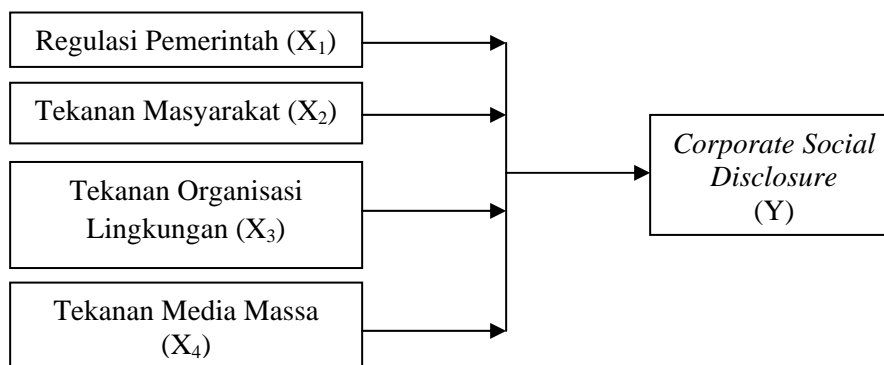 Regulasi Pemerintah (X₁)
Tekanan Masyarakat (X₂)
Tekanan Organisasi
Lingkungan (X₃)
Tekanan Media Massa
(X₄)
Corporate Social
Disclosure
(Y)